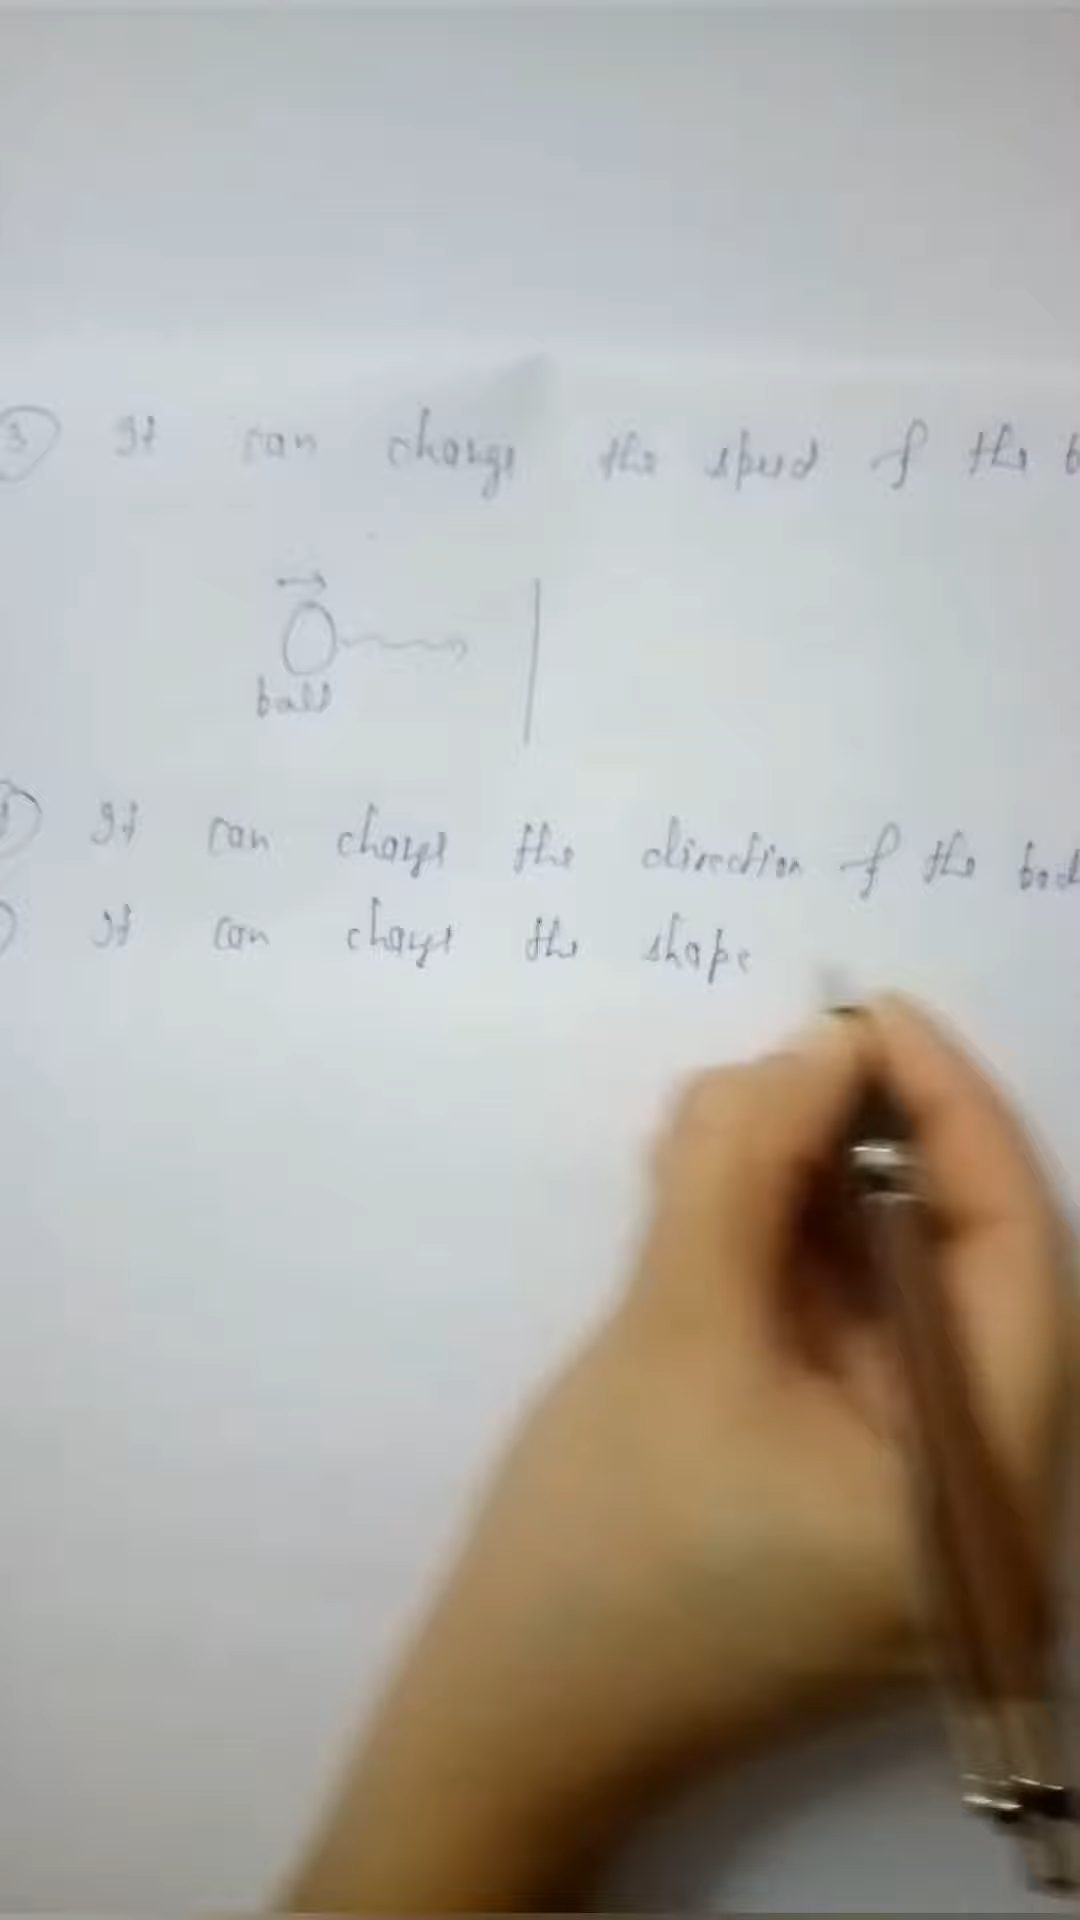 3 It can change the speed of the b
ball
It can change the direction of the bod
It can change the shape